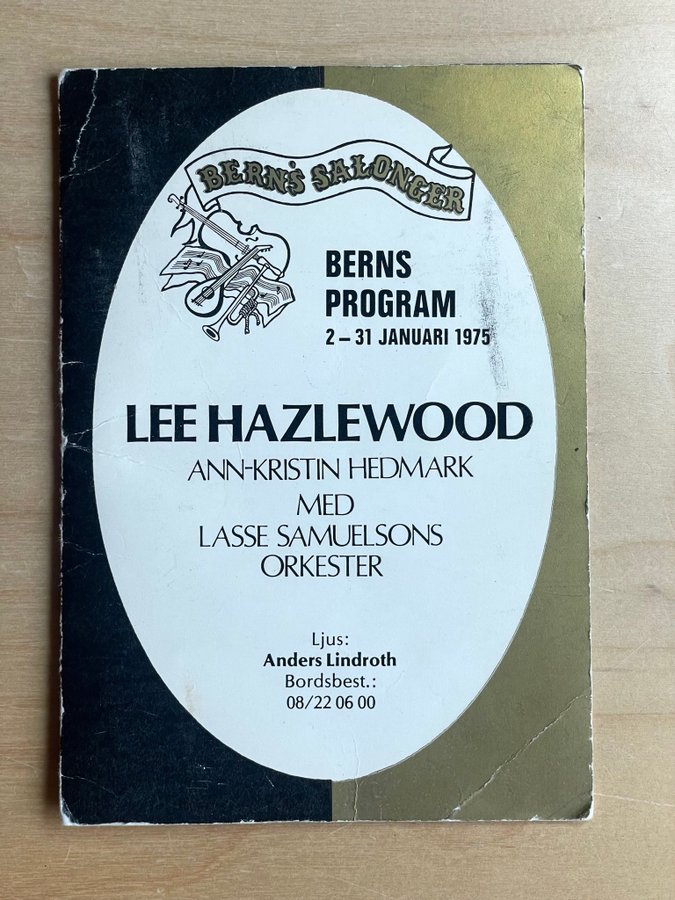 BERN'S SALONGER
BERNS
PROGRAM
2 – 31 JANUARI 1975
LEE HAZLEWOOD
ANN-KRISTIN HEDMARK
MED
LASSE SAMUELSONS
ORKESTER
Ljus:
Anders Lindroth
Bordsbest.:
08/22 06 00